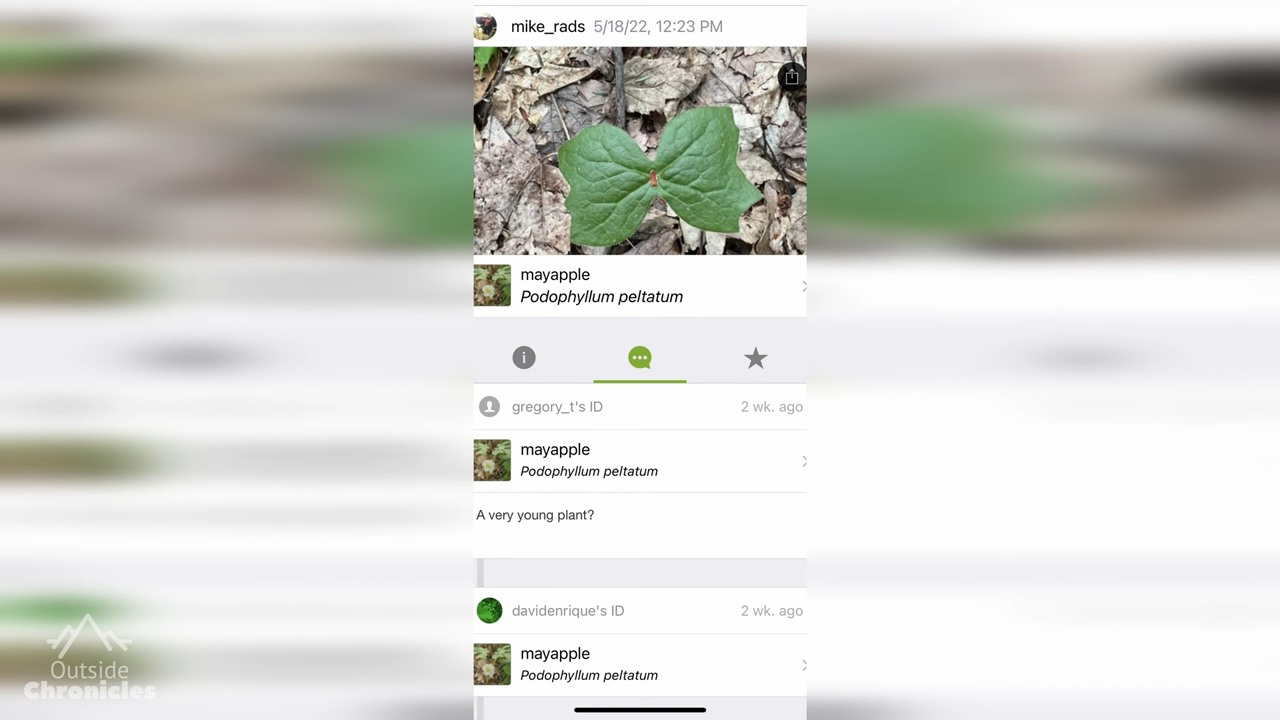 mike_rads 5/18/22, 12:23 PM
mayapple
Podophyllum peltatum
gregory_t's ID 2 wk. ago
mayapple
Podophyllum peltatum
A very young plant?
davidenrique's ID 2 wk. ago
mayapple
Podophyllum peltatum
Outside
Chronicles